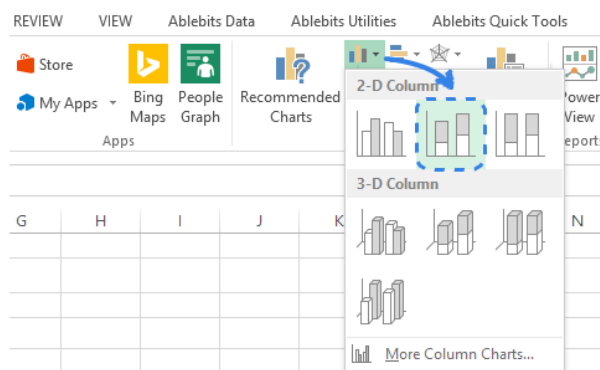 REVIEW VIEW Ablebits Data Ablebits Utilities Ablebits Quick Tools
Store
My Apps
Bing
Maps
People
Graph
Apps
Recommended
Charts
2-D Column
3-D Column
More Column Charts...
View
G H I J K N